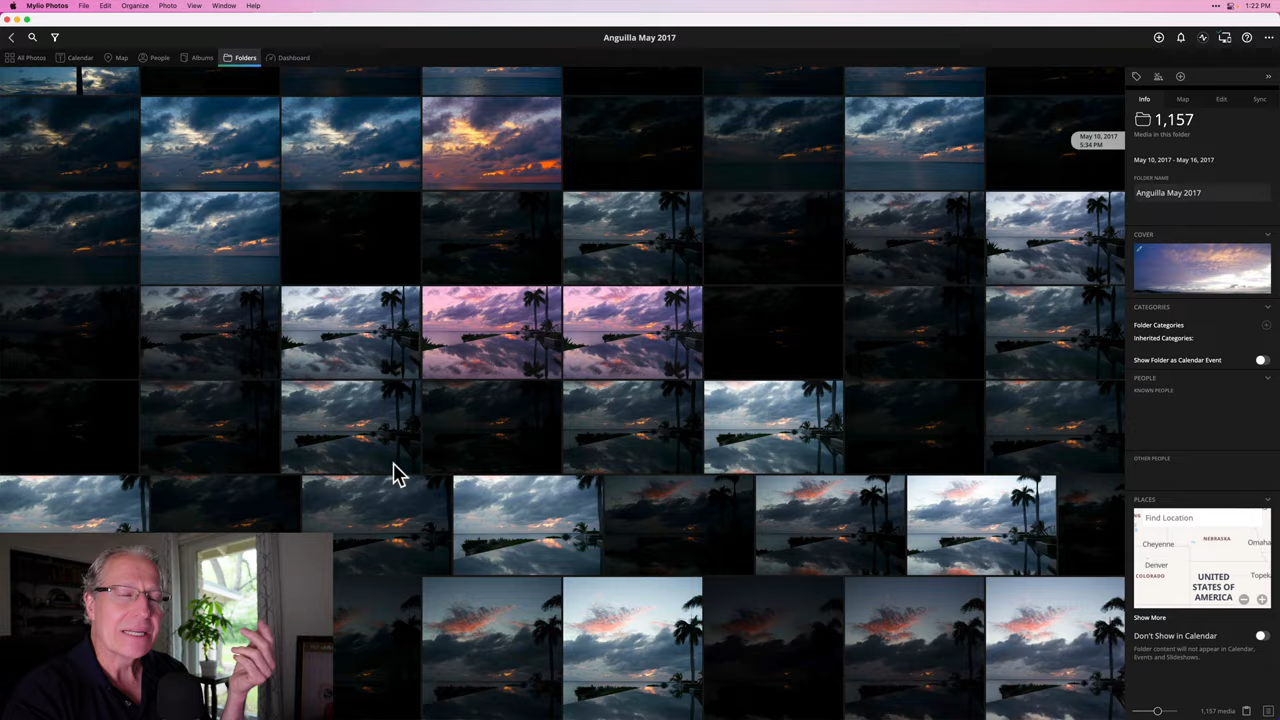 Mylio Photos File Edit Organize Photo View Window Help 1:22 PM
Anguilla May 2017
All Photos Calendar Map People Albums Folders Dashboard
May 10, 2017
5:34 PM
Info Map Edit Sync
1,157
Media in this folder
May 10, 2017 - May 16, 2017
FOLDER NAME
Anguilla May 2017
COVER
CATEGORIES
Folder Categories
Inherited Categories:
Show Folder as Calendar Event
PEOPLE
KNOWN PEOPLE
OTHER PEOPLE
PLACES
Find Location
NEBRASKA
Cheyenne
Omaha
Denver
COLORADO
Topek
UNITED
STATES OF
AMERICA
Show More
Don't Show in Calendar
Folder content will not appear in Calendar,
Events and Slideshows.
1,157 media